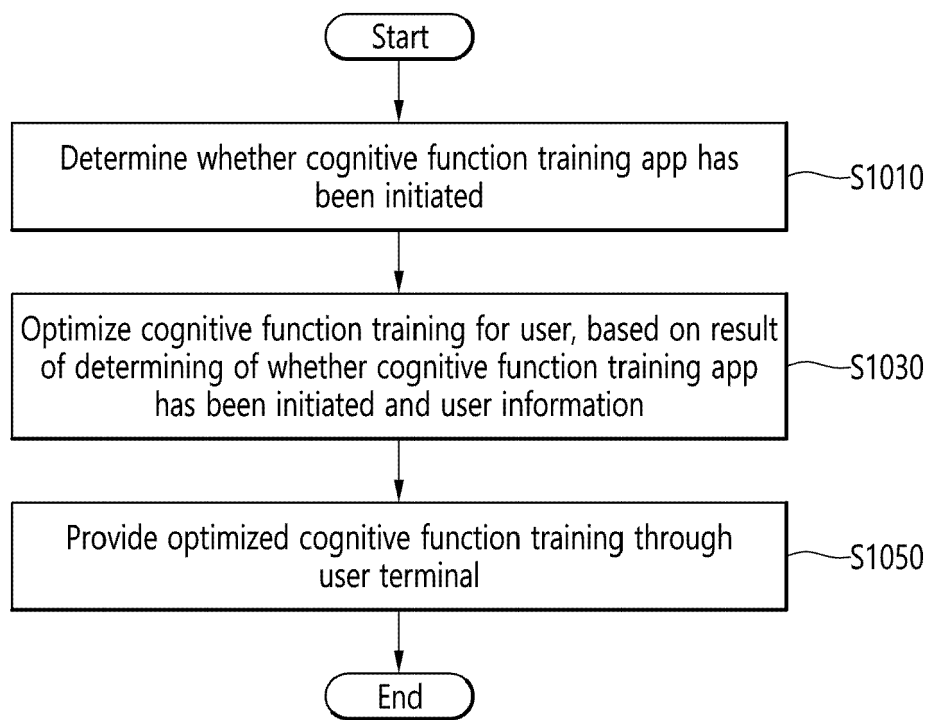 Start
Determine whether cognitive function training app has
been initiated
S1010
Optimize cognitive function training for user, based on result
of determining of whether cognitive function training app
has been initiated and user information
S1030
Provide optimized cognitive function training through
user terminal
S1050
End